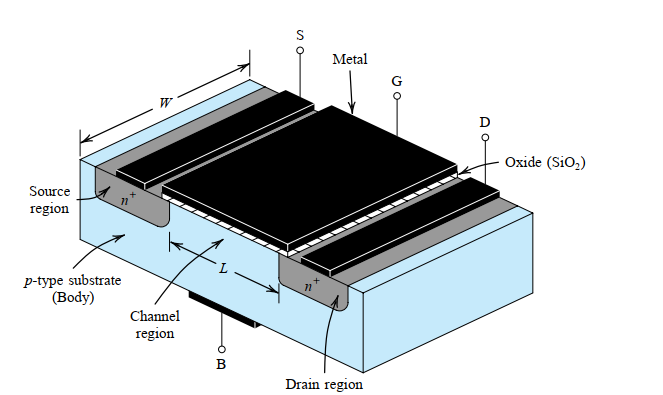 S
Metal
G
W
D
Oxide (SiO₂)
Source
region
n⁺
p-type substrate
(Body)
L
n⁺
Channel
region
B
Drain region